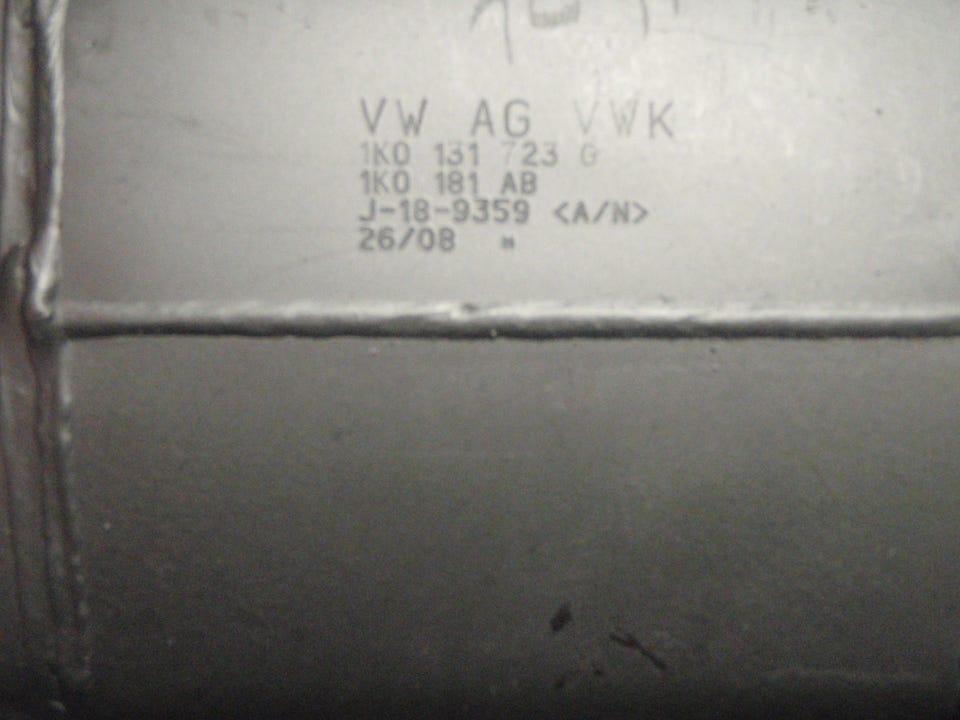 VW AG VWK
1K0 131 723 G
1K0 181 AB
J-18-9359 <A/N>
26/08